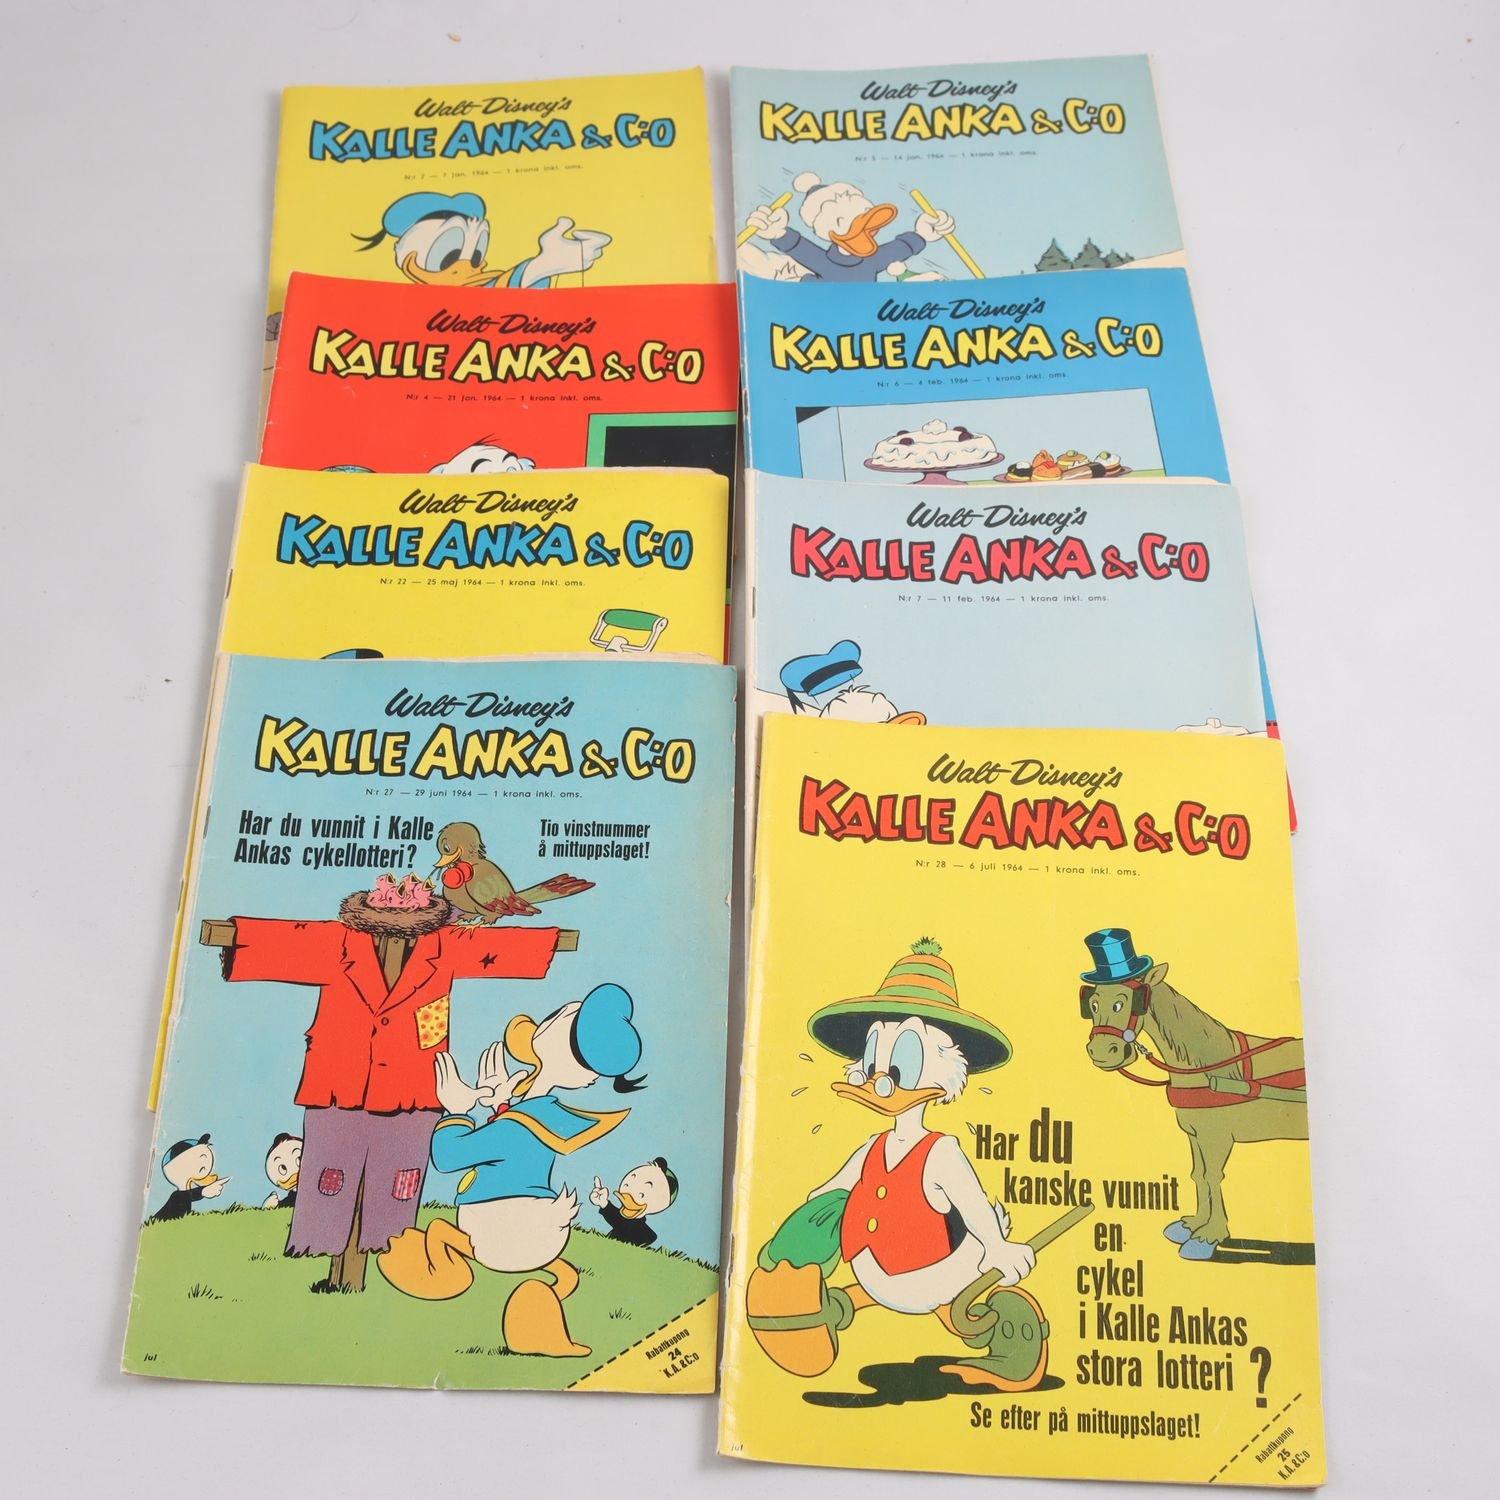 Walt Disney's
KALLE ANKA & C:O
N:r 2 — 7 jan. 1964 — 1 krona inkl. oms.
Walt Disney's
KALLE ANKA & C:O
14 jan. 1964 — 1 krona inkl. oms.
Walt Disney's
KALLE ANKA & C:O
N:r 4 — 21 jan. 1964 — 1 krona inkl. oms.
Walt Disney's
KALLE ANKA & C:O
N:r 6 — 4 feb. 1964 — 1 krona inkl. oms.
Walt Disney's
KALLE ANKA & C:O
N:r 22 — 25 maj 1964 — 1 krona inkl. oms.
Walt Disney's
KALLE ANKA & C:O
N:r 7 — 11 feb. 1964 — 1 krona inkl. oms.
Walt Disney's
KALLE ANKA & C:O
N:r 27 — 29 juni 1964 — 1 krona inkl. oms.
Har du vunnit i Kalle
Ankas cykellotteri?
Tio vinstnummer
å mittuppslaget!
jul
Rabattkupong
24
K.A. &C:o
Walt Disney's
KALLE ANKA & C:O
N:r 28 — 6 juli 1964 — 1 krona inkl. oms.
Har du
kanske vunnit
en
cykel
i Kalle Ankas
stora lotteri?
Se efter på mittuppslaget!
jul
Rabattkupong
25
K.A. &C:o